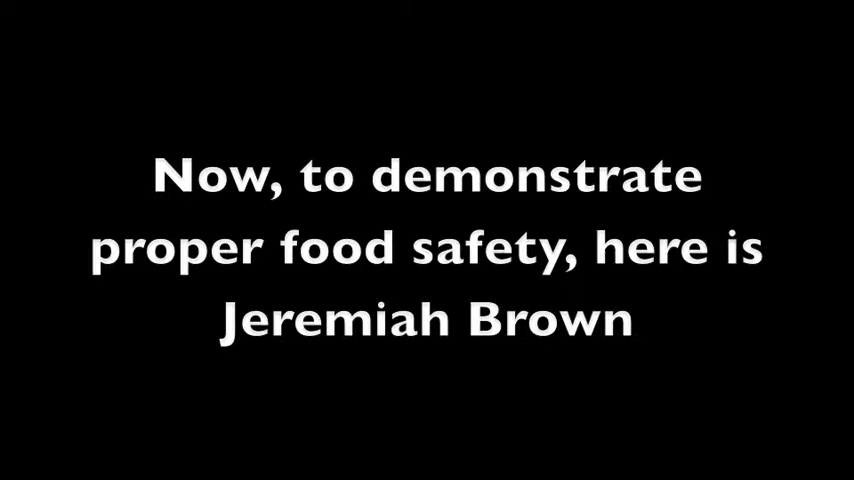 Now, to demonstrate
proper food safety, here is
Jeremiah Brown